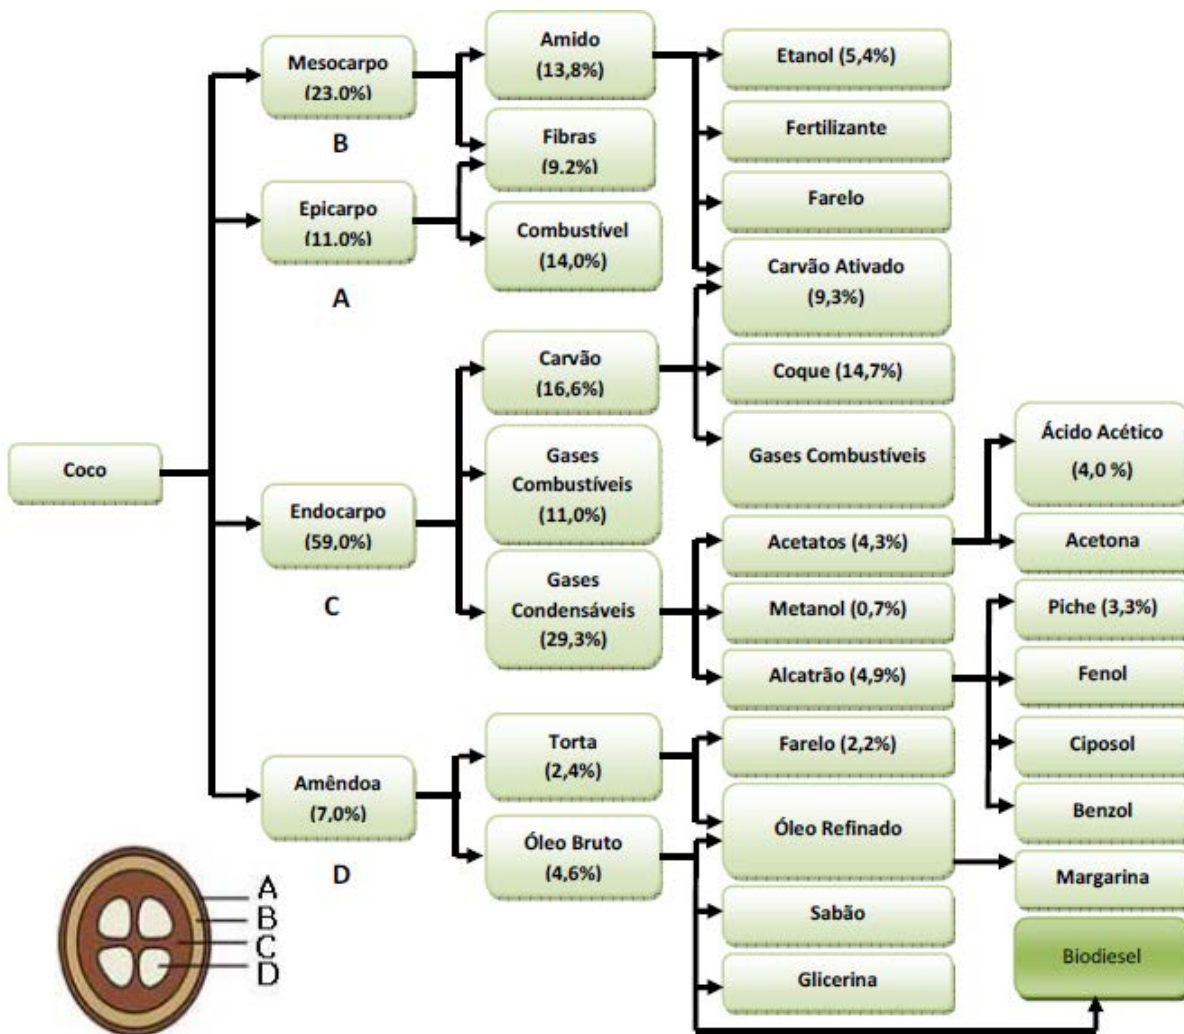 Coco
Mesocarpo
(23.0%)
B
Epicarpo
(11.0%)
A
Endocarpo
(59.0%)
C
Amêndoa
(7,0%)
D
Amido
(13,8%)
Fibras
(9.2%)
Combustível
(14,0%)
Carvão
(16,6%)
Gases
Combustíveis
(11,0%)
Gases
Condensáveis
(29,3%)
Torta
(2,4%)
Óleo Bruto
(4,6%)
Etanol (5,4%)
Fertilizante
Farelo
Carvão Ativado
(9,3%)
Coque (14,7%)
Gases Combustíveis
Acetatos (4,3%)
Metanol (0,7%)
Alcatrão (4,9%)
Farelo (2,2%)
Óleo Refinado
Sabão
Glicerina
Ácido Acético
(4,0 %)
Acetona
Piche (3,3%)
Fenol
Ciposol
Benzol
Margarina
Biodiesel
A
B
C
D